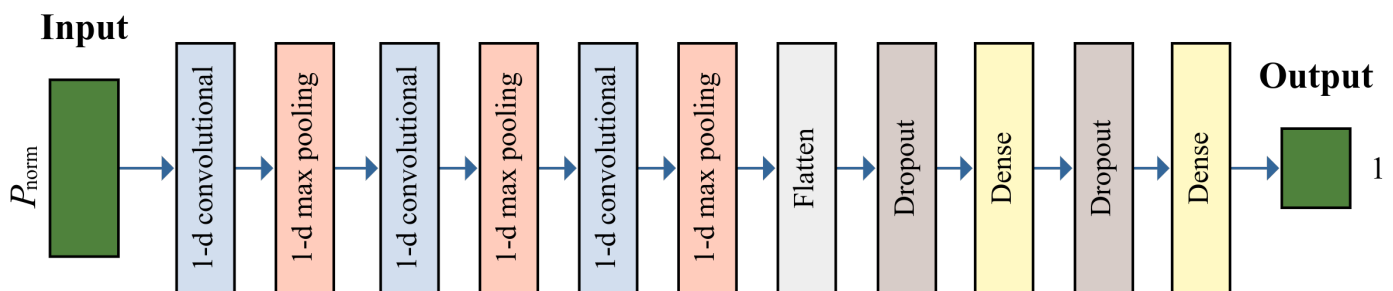 Input
P_norm
1-d convolutional
1-d max pooling
1-d convolutional
1-d max pooling
1-d convolutional
1-d max pooling
Flatten
Dropout
Dense
Dropout
Dense
Output
1